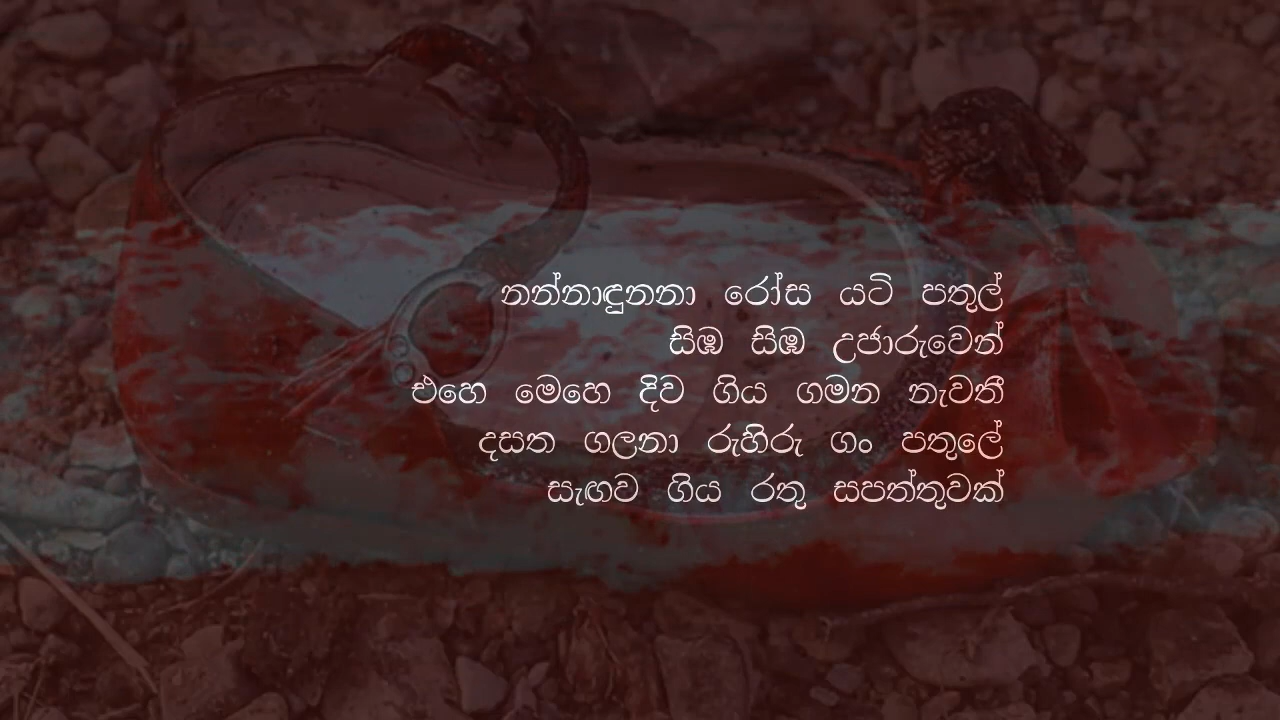 නන්නාඳුනනා රෝස යටි පතුල්
සිඹ සිඹ උජාරුවෙන්
එහෙ මෙහෙ දිව ගිය ගමන නැවතී
දසත ගලනා රුහිරු ගං පතුලේ
සැඟව ගිය රතු සපත්තුවක්